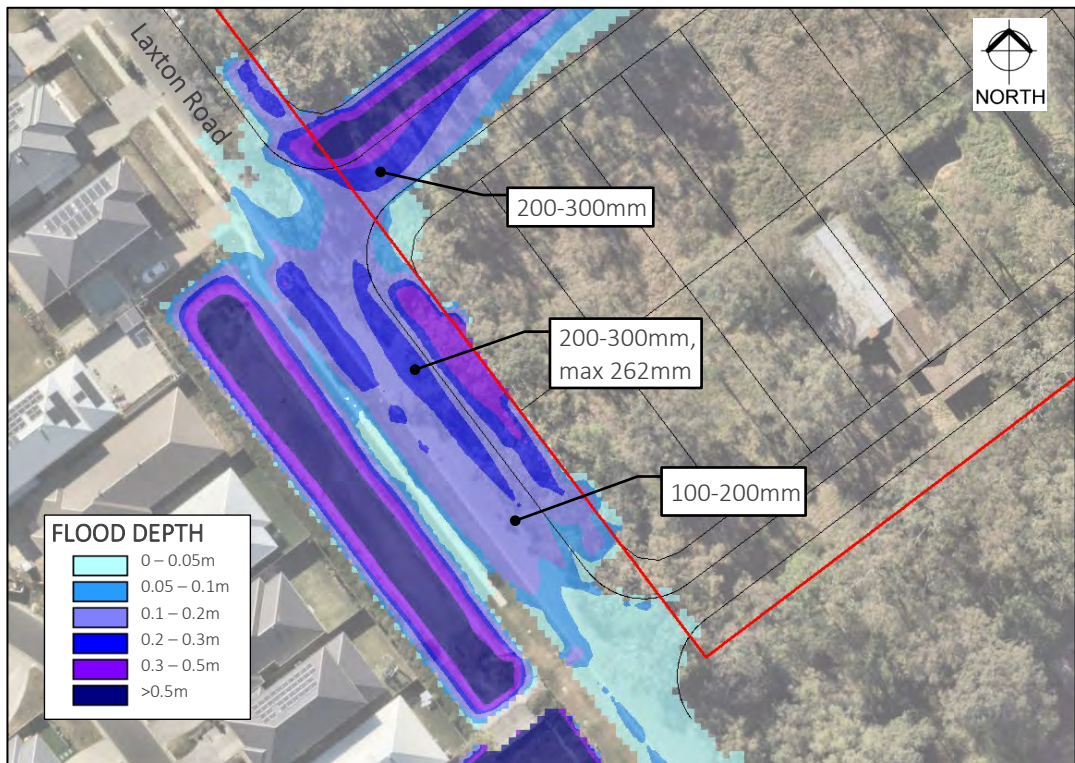 Laxton Road
NORTH
200-300mm
200-300mm,
max 262mm
100-200mm
FLOOD DEPTH
0 – 0.05m
0.05 – 0.1m
0.1 – 0.2m
0.2 – 0.3m
0.3 – 0.5m
>0.5m